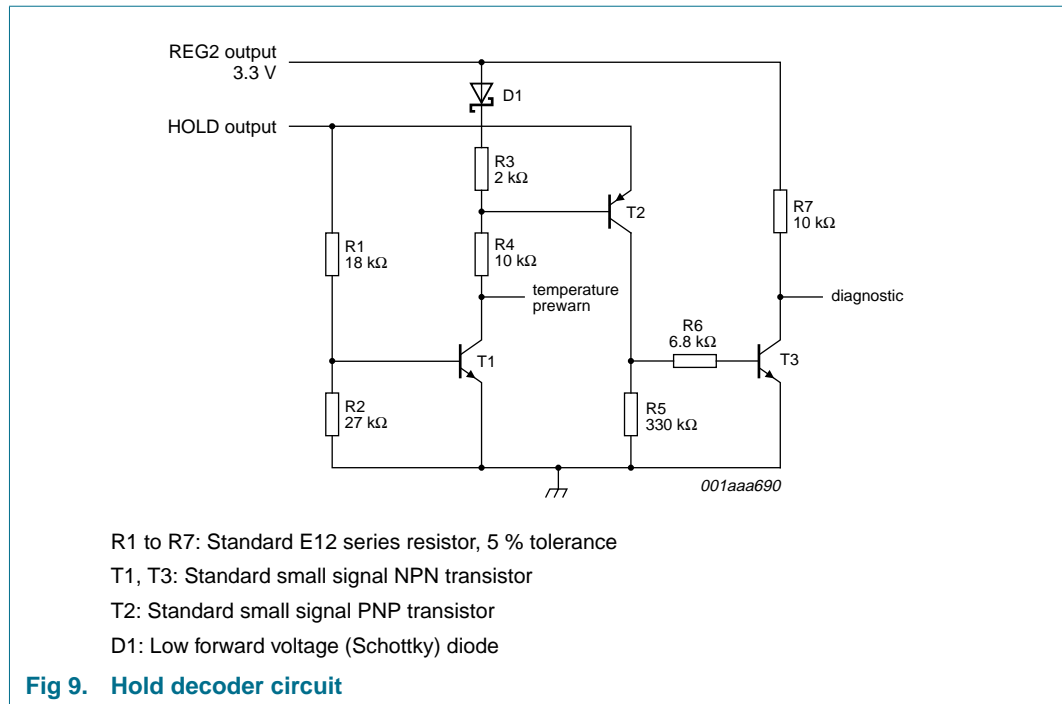 REG2 output
3.3 V
D1
HOLD output
R3
2 kΩ
T2
R7
10 kΩ
R1
18 kΩ
R4
10 kΩ
temperature
prewarn
diagnostic
R6
6.8 kΩ
T1
T3
R2
27 kΩ
R5
330 kΩ
001aaa690
R1 to R7: Standard E12 series resistor, 5 % tolerance
T1, T3: Standard small signal NPN transistor
T2: Standard small signal PNP transistor
D1: Low forward voltage (Schottky) diode
Fig 9. Hold decoder circuit